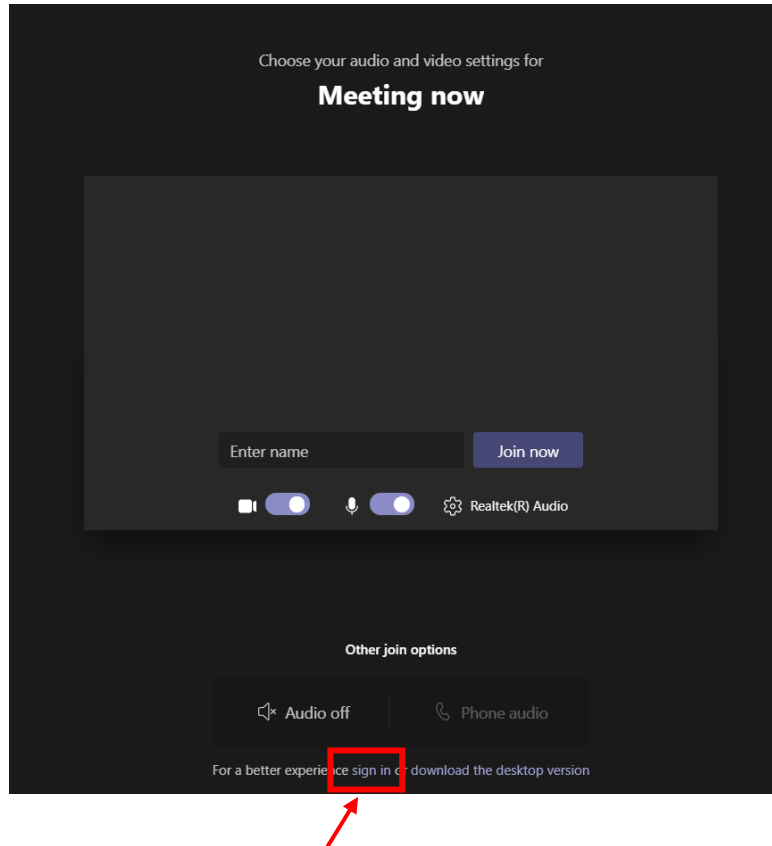 Choose your audio and video settings for
Meeting now
Enter name
Join now
Realtek(R) Audio
Other join options
Audio off
Phone audio
For a better experience sign in or download the desktop version